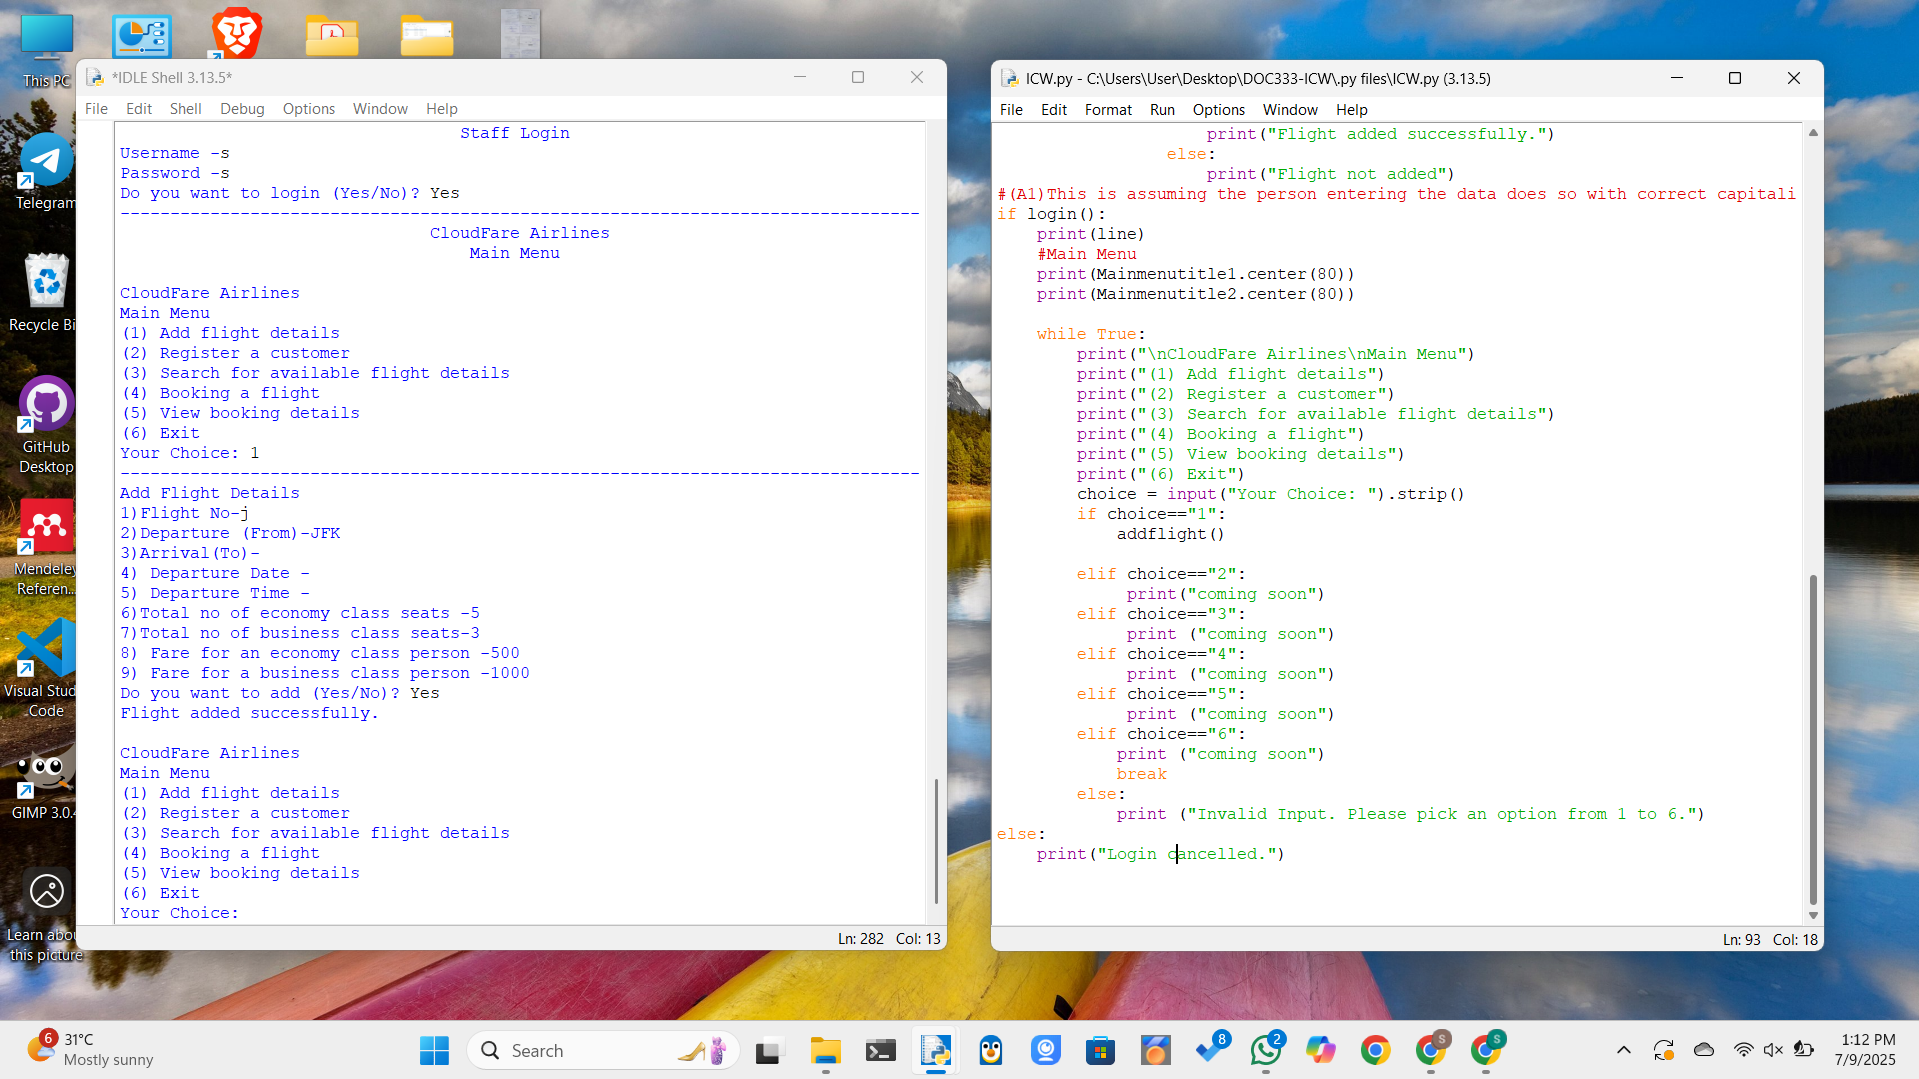 This PC
Telegram
Recycle Bi
GitHub
Desktop
Mendeley
Referen...
Visual Stud
Code
GIMP 3.0.4
Learn abou
this picture
*IDLE Shell 3.13.5*
File Edit Shell Debug Options Window Help
Staff Login
Username -s
Password -s
Do you want to login (Yes/No)? Yes
--------------------------------------------------------------------------------
CloudFare Airlines
Main Menu
CloudFare Airlines
Main Menu
(1) Add flight details
(2) Register a customer
(3) Search for available flight details
(4) Booking a flight
(5) View booking details
(6) Exit
Your Choice: 1
--------------------------------------------------------------------------------
Add Flight Details
1)Flight No-j
2)Departure (From)-JFK
3)Arrival(To)-
4) Departure Date -
5) Departure Time -
6)Total no of economy class seats -5
7)Total no of business class seats-3
8) Fare for an economy class person -500
9) Fare for a business class person -1000
Do you want to add (Yes/No)? Yes
Flight added successfully.
CloudFare Airlines
Main Menu
(1) Add flight details
(2) Register a customer
(3) Search for available flight details
(4) Booking a flight
(5) View booking details
(6) Exit
Your Choice:
Ln: 282 Col: 13
ICW.py - C:\Users\User\Desktop\DOC333-ICW\.py files\ICW.py (3.13.5)
File Edit Format Run Options Window Help
print("Flight added successfully.")
else:
print("Flight not added")
#(A1)This is assuming the person entering the data does so with correct capitali
if login():
print(line)
#Main Menu
print(Mainmenutitle1.center(80))
print(Mainmenutitle2.center(80))
while True:
print("\nCloudFare Airlines\nMain Menu")
print("(1) Add flight details")
print("(2) Register a customer")
print("(3) Search for available flight details")
print("(4) Booking a flight")
print("(5) View booking details")
print("(6) Exit")
choice = input("Your Choice: ").strip()
if choice=="1":
addflight()
elif choice=="2":
print("coming soon")
elif choice=="3":
print ("coming soon")
elif choice=="4":
print ("coming soon")
elif choice=="5":
print ("coming soon")
elif choice=="6":
print ("coming soon")
break
else:
print ("Invalid Input. Please pick an option from 1 to 6.")
else:
print("Login cancelled.")
Ln: 93 Col: 18
6
31°C
Mostly sunny
Search
8
2
S
S
1:12 PM
7/9/2025